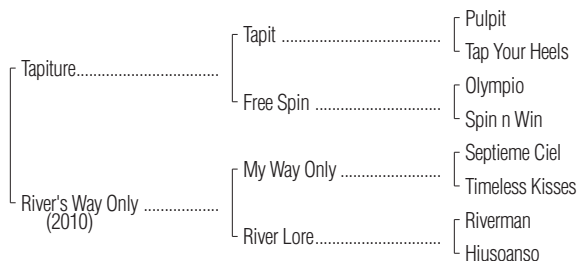 Pulpit
Tapit ........................................
Tap Your Heels
Tapiture....................................
Olympio
Free Spin ................................
Spin n Win
Septieme Ciel
My Way Only .........................
Timeless Kisses
River's Way Only ...................
(2010)
Riverman
River Lore................................
Hiusoanso